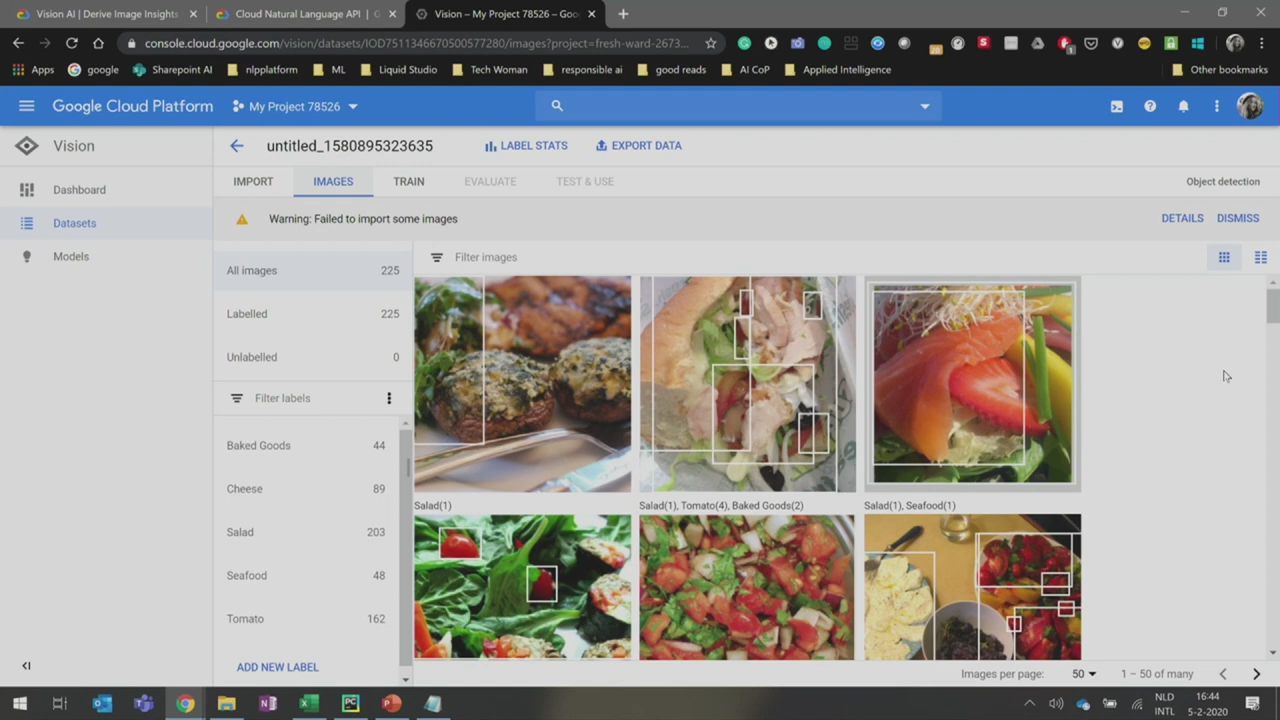 Vision AI | Derive Image Insights
Cloud Natural Language API | G
Vision – My Project 78526 – Goo
console.cloud.google.com/vision/datasets/IOD7511346670500577280/images?project=fresh-ward-2673...
Apps
google
Sharepoint AI
nlpplatform
ML
Liquid Studio
Tech Woman
responsible ai
good reads
AI CoP
Applied Intelligence
Other bookmarks
Google Cloud Platform
My Project 78526
Vision
untitled_1580895323635
LABEL STATS
EXPORT DATA
Dashboard
Datasets
Models
IMPORT
IMAGES
TRAIN
EVALUATE
TEST & USE
Object detection
Warning: Failed to import some images
DETAILS
DISMISS
All images 225
Labelled 225
Unlabelled 0
Filter labels
Baked Goods 44
Cheese 89
Salad 203
Seafood 48
Tomato 162
ADD NEW LABEL
Filter images
Salad(1)
Salad(1), Tomato(4), Baked Goods(2)
Salad(1), Seafood(1)
Images per page:
50
1 – 50 of many
NLD
INTL
16:44
5-2-2020